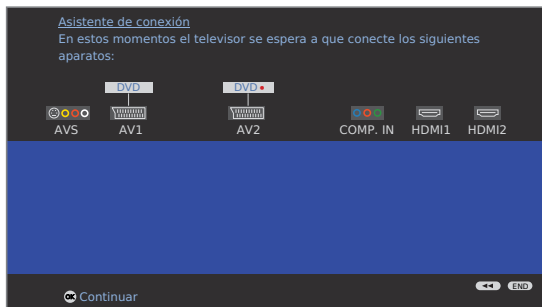 Asistente de conexión
En estos momentos el televisor se espera a que conecte los siguientes
aparatos:
DVD DVD
AVS AV1 AV2 COMP. IN HDMI1 HDMI2
END
OK Continuar